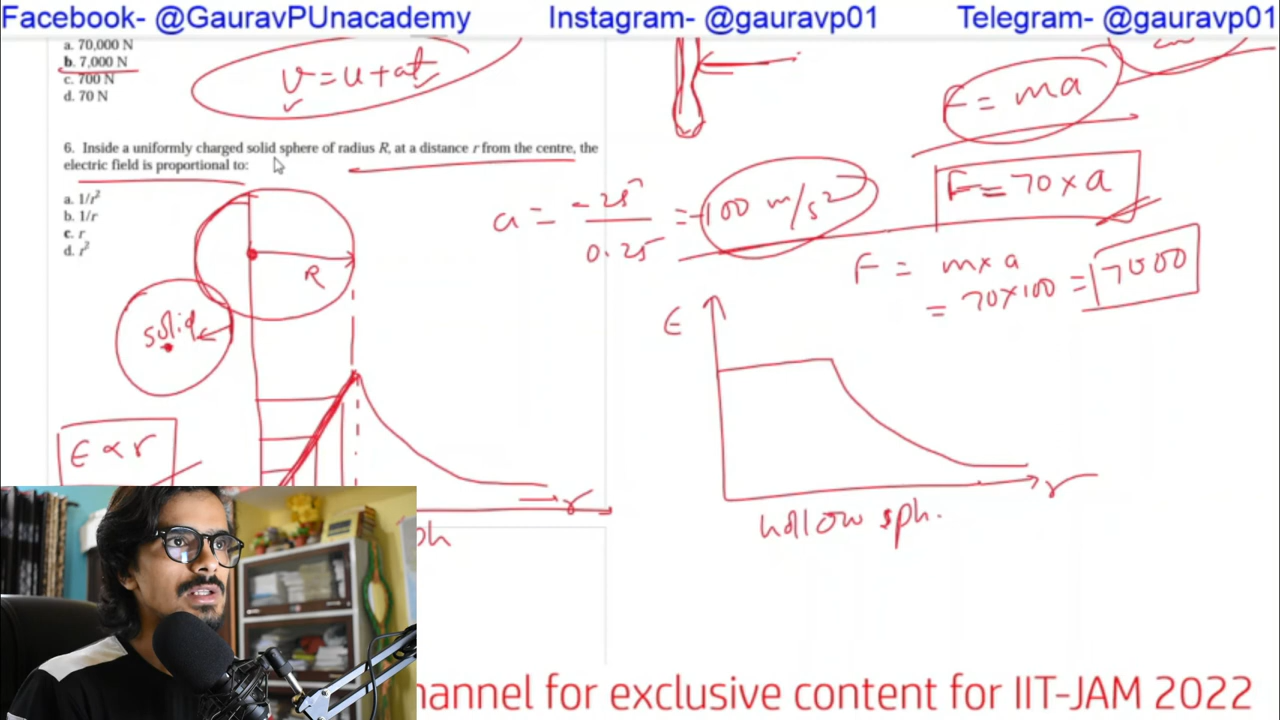 Facebook- @GauravPUnacademy Instagram- @gauravp01 Telegram- @gauravp01
a. 70,000 N
b. 7,000 N
c. 700 N
d. 70 N
v = u + at
F = ma
6. Inside a uniformly charged solid sphere of radius R, at a distance r from the centre, the
electric field is proportional to:
a. 1/r²
b. 1/r
c. r
d. r²
R
solid
E ∝ r
r
a = -25 / 0.25 = -100 m/s²
F = 70 × a
F = m × a
= 70 × 100 = 7000
E
r
hollow sph.
hannel for exclusive content for IIT-JAM 2022